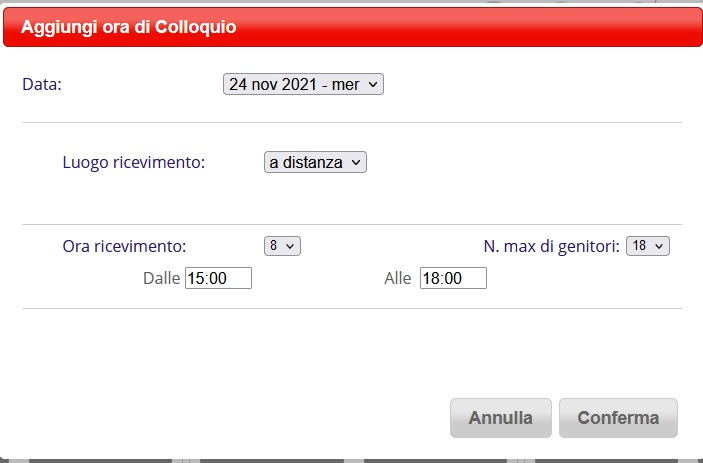 Aggiungi ora di Colloquio
Data: 24 nov 2021 - mer
Luogo ricevimento: a distanza
Ora ricevimento: 8 N. max di genitori: 18
Dalle 15:00 Alle 18:00
Annulla Conferma